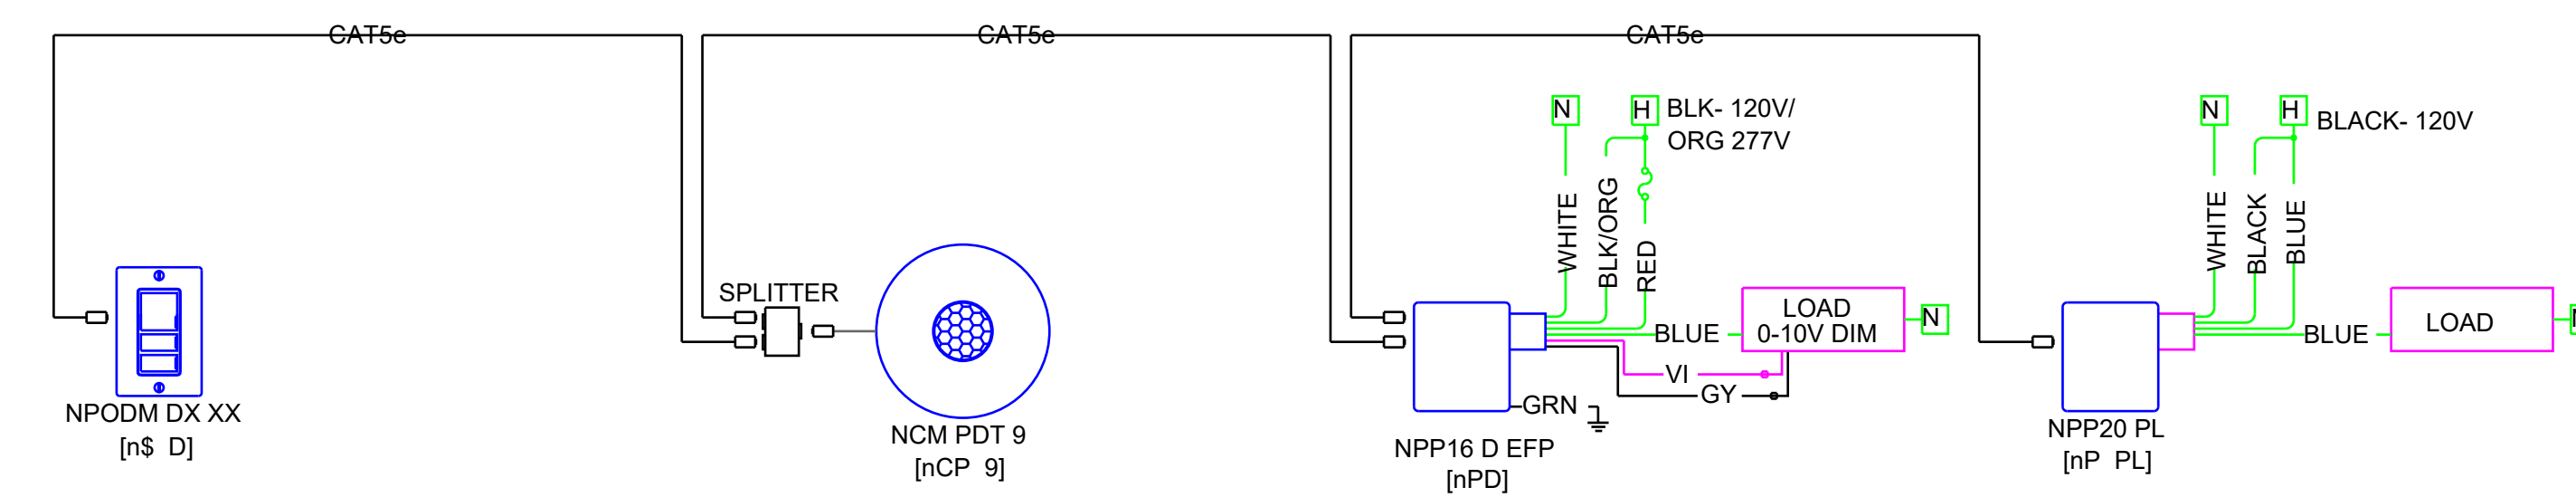 CAT5e
CAT5e
CAT5e
N
H
BLK- 120V/
ORG 277V
N
H
BLACK- 120V
WHITE
BLK/ORG
RED
WHITE
BLACK
BLUE
SPLITTER
BLUE
LOAD
0-10V DIM
N
BLUE
LOAD
VI
GY
GRN
NPODM DX XX
[n$ D]
NCM PDT 9
[nCP 9]
NPP16 D EFP
[nPD]
NPP20 PL
[nP PL]